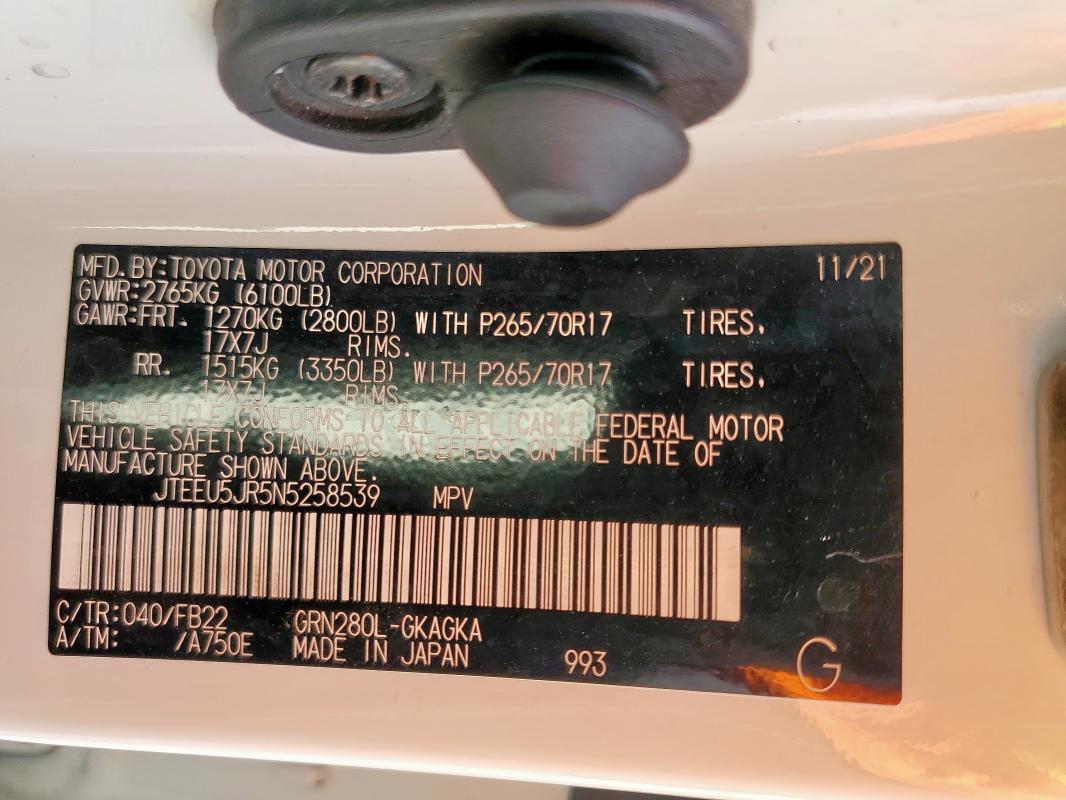 MFD. BY: TOYOTA MOTOR CORPORATION 11/21
GVWR: 2765KG (6100LB)
GAWR: FRT. 1270KG (2800LB) WITH P265/70R17 TIRES.
17X7J RIMS.
RR. 1515KG (3350LB) WITH P265/70R17 TIRES.
17X7J RIMS.
THIS VEHICLE CONFORMS TO ALL APPLICABLE FEDERAL MOTOR
VEHICLE SAFETY STANDARDS IN EFFECT ON THE DATE OF
MANUFACTURE SHOWN ABOVE.
JTEEU5JR5N5258539 MPV
C/TR: 040/FB22 GRN280L-GKAGKA
A/TM: /A750E MADE IN JAPAN 993 G